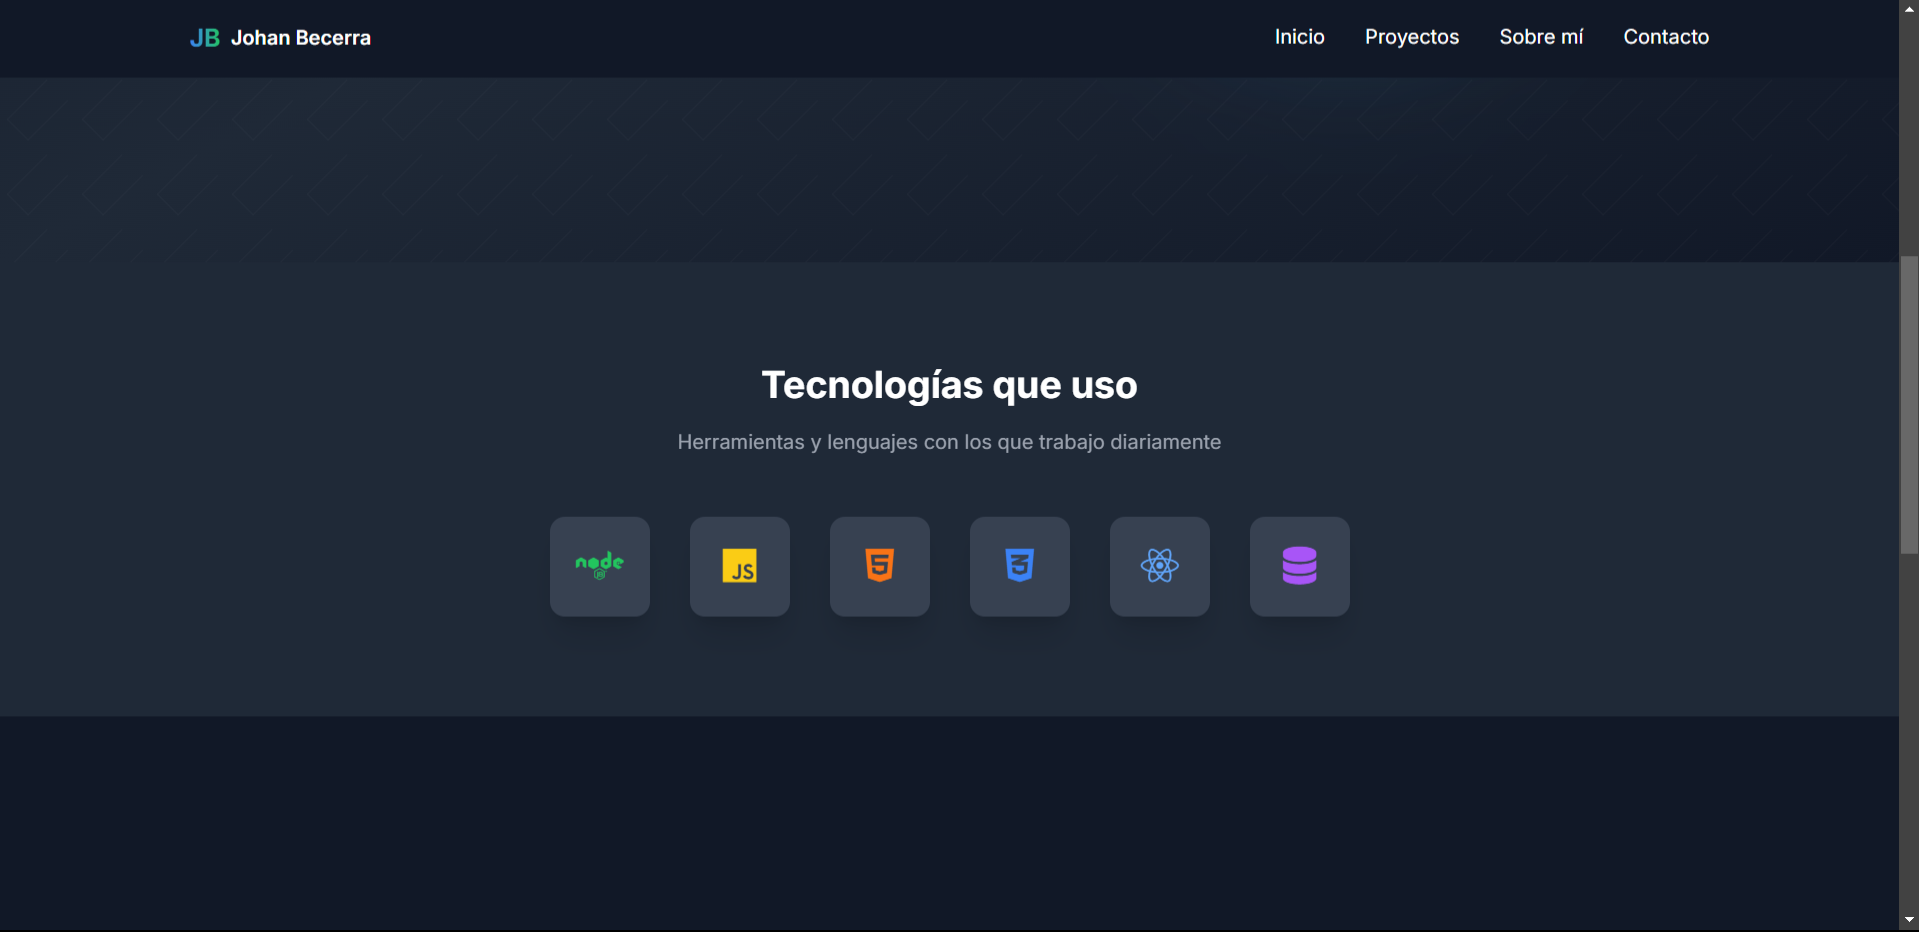 JB Johan Becerra
Inicio Proyectos Sobre mí Contacto
Tecnologías que uso
Herramientas y lenguajes con los que trabajo diariamente
node JS JS 5 3